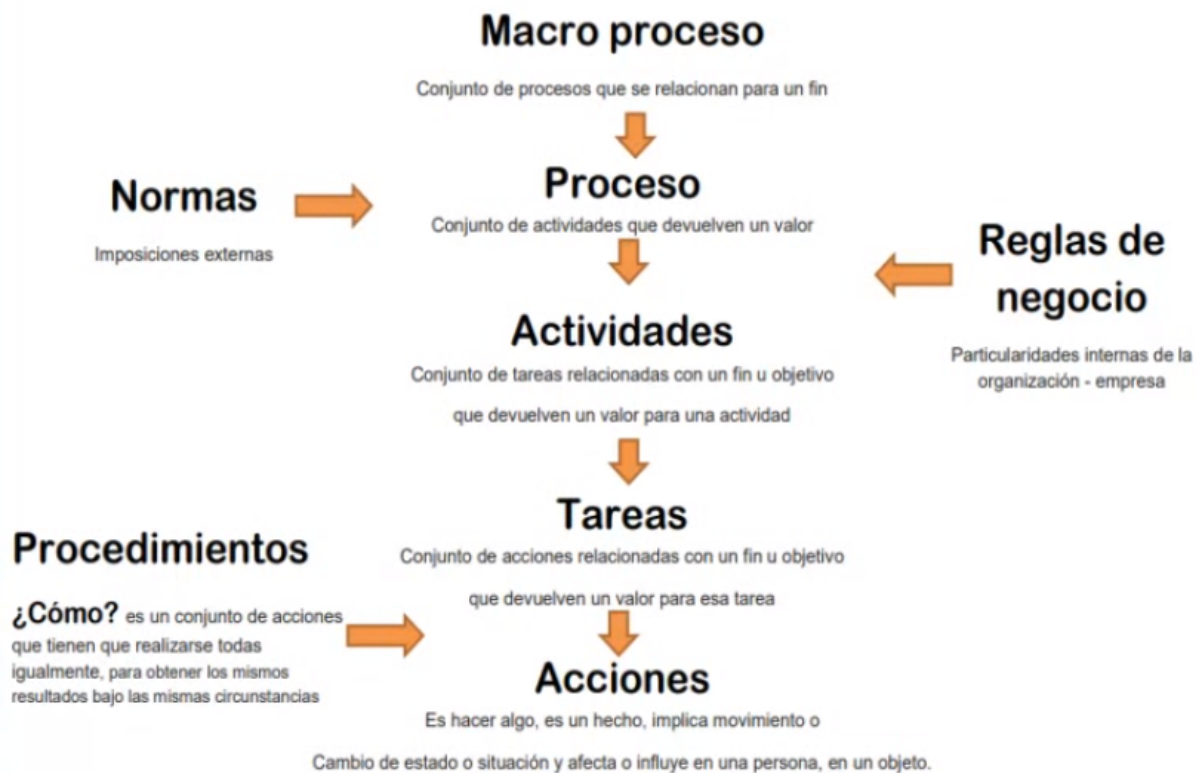 Macro proceso
Conjunto de procesos que se relacionan para un fin
Normas
Imposiciones externas
Proceso
Conjunto de actividades que devuelven un valor
Reglas de
negocio
Particularidades internas de la
organización - empresa
Actividades
Conjunto de tareas relacionadas con un fin u objetivo
que devuelven un valor para una actividad
Tareas
Conjunto de acciones relacionadas con un fin u objetivo
que devuelven un valor para esa tarea
Procedimientos
¿Cómo? es un conjunto de acciones
que tienen que realizarse todas
igualmente, para obtener los mismos
resultados bajo las mismas circunstancias
Acciones
Es hacer algo, es un hecho, implica movimiento o
Cambio de estado o situación y afecta o influye en una persona, en un objeto.